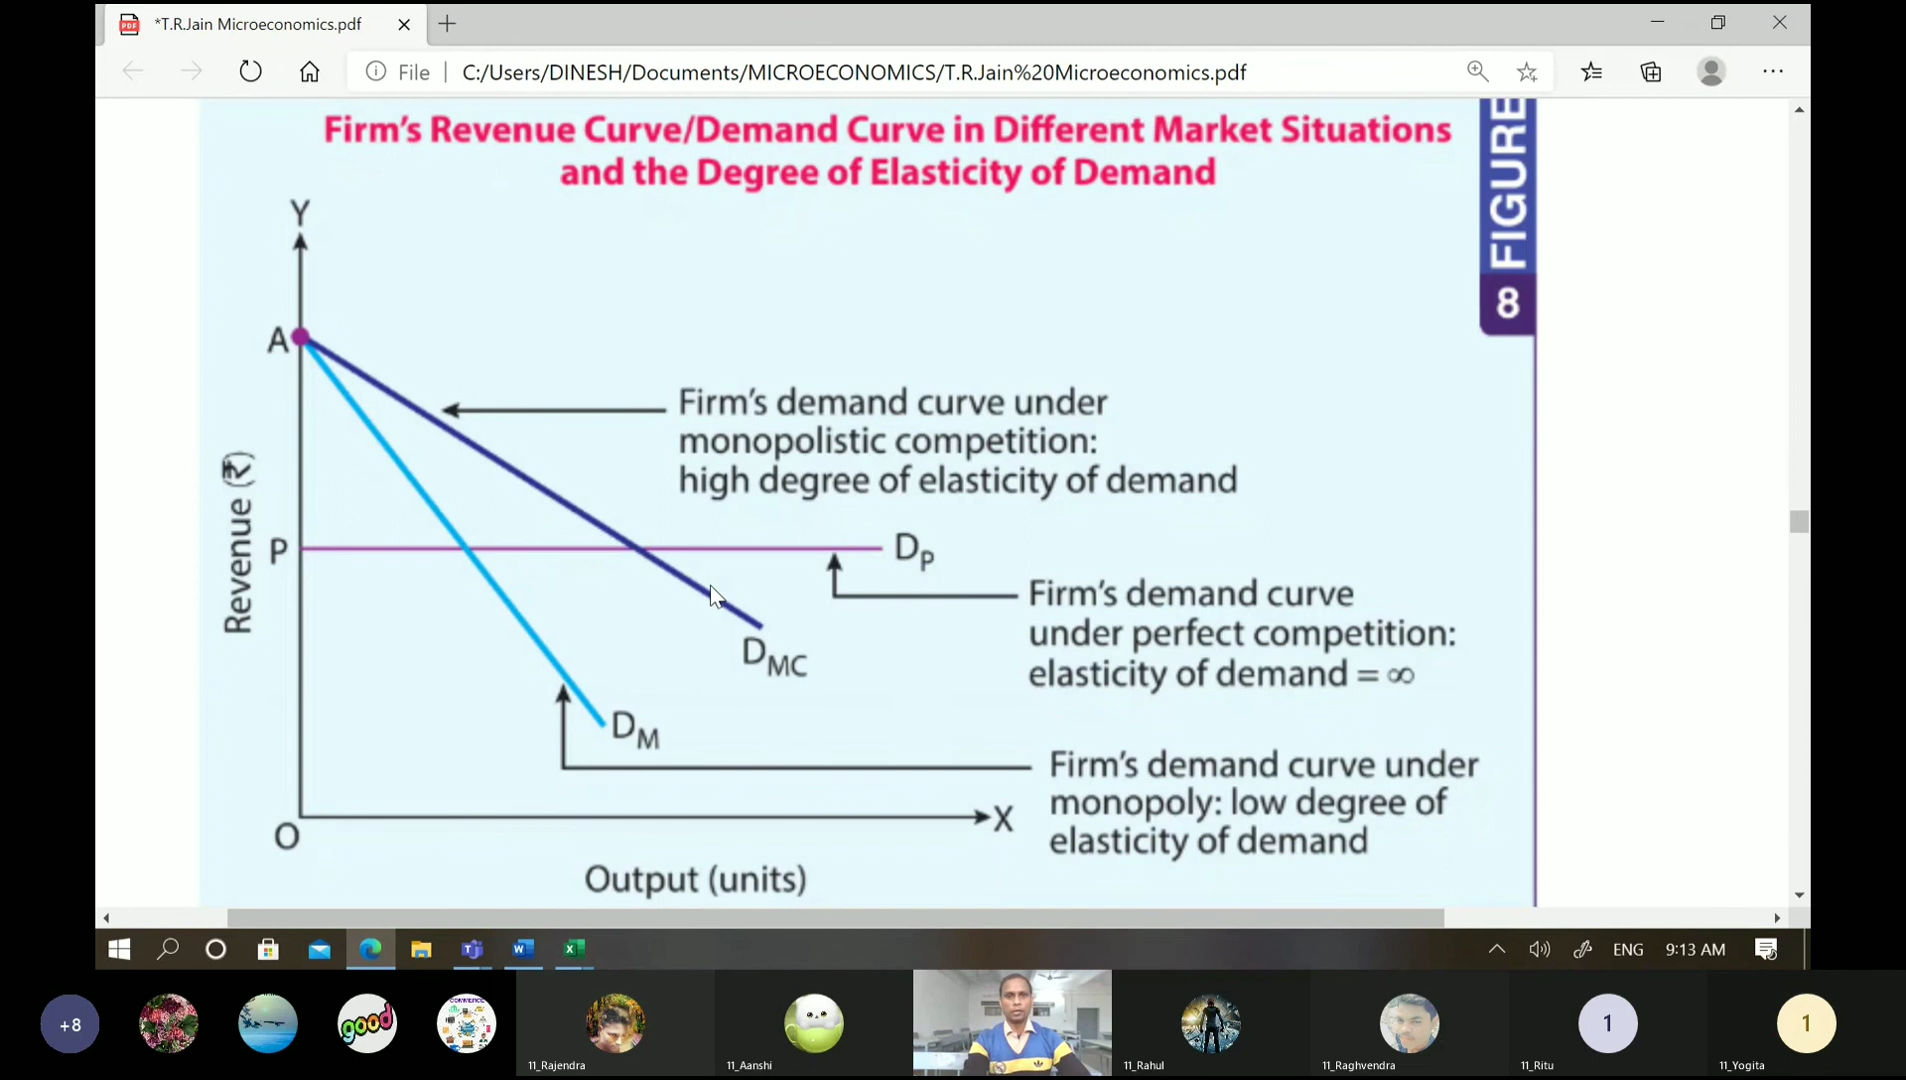 *T.R.Jain Microeconomics.pdf
File | C:/Users/DINESH/Documents/MICROECONOMICS/T.R.Jain%20Microeconomics.pdf
Firm's Revenue Curve/Demand Curve in Different Market Situations
and the Degree of Elasticity of Demand
FIGURE
8
Y
A
Firm's demand curve under
monopolistic competition:
high degree of elasticity of demand
Revenue (₹)
P
D_P
Firm's demand curve
under perfect competition:
elasticity of demand = ∞
D_MC
D_M
Firm's demand curve under
monopoly: low degree of
elasticity of demand
O
X
Output (units)
ENG 9:13 AM
+8
good
COMMERCE
11_Rajendra
11_Aanshi
11_Rahul
11_Raghvendra
1
11_Ritu
1
11_Yogita